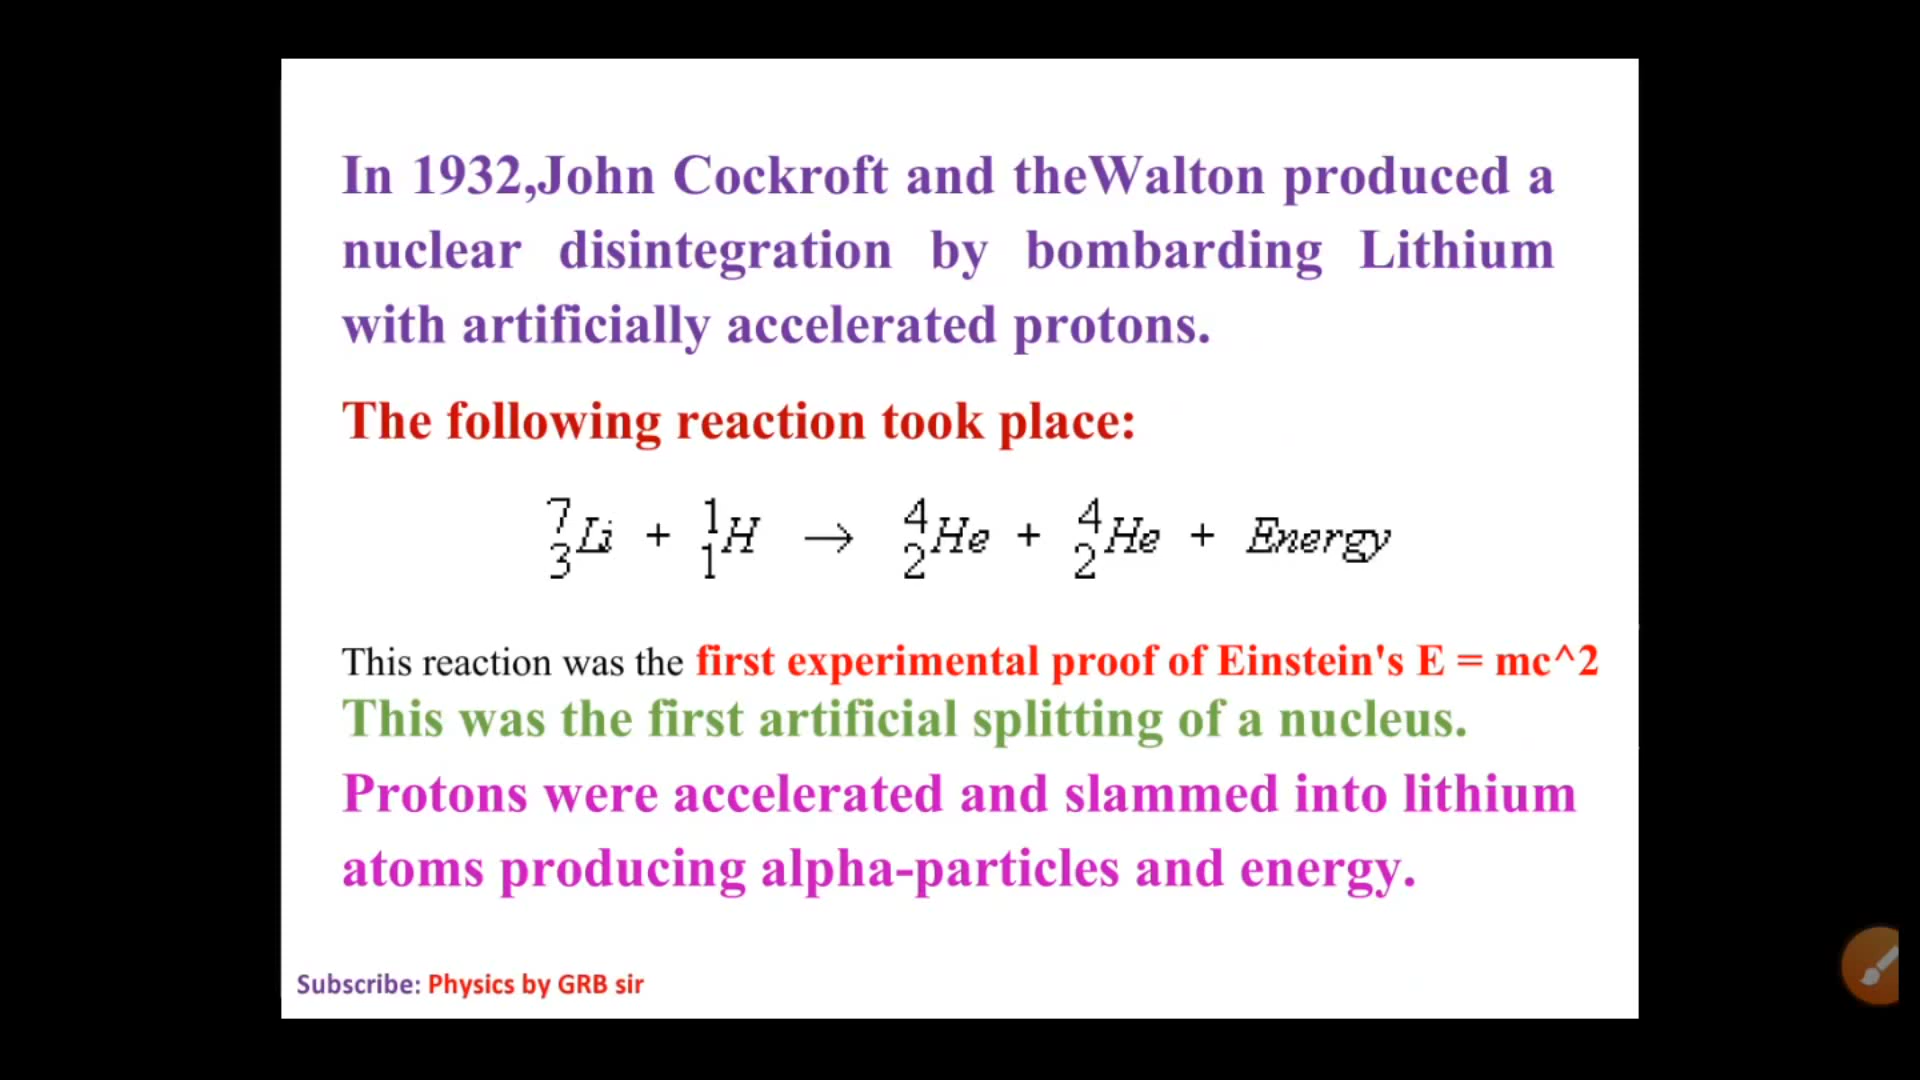 In 1932,John Cockroft and theWalton produced a
nuclear disintegration by bombarding Lithium
with artificially accelerated protons.
The following reaction took place:
⁷₃Li + ¹₁H → ⁴₂He + ⁴₂He + Energy
This reaction was the first experimental proof of Einstein's E = mc^2
This was the first artificial splitting of a nucleus.
Protons were accelerated and slammed into lithium
atoms producing alpha-particles and energy.
Subscribe: Physics by GRB sir